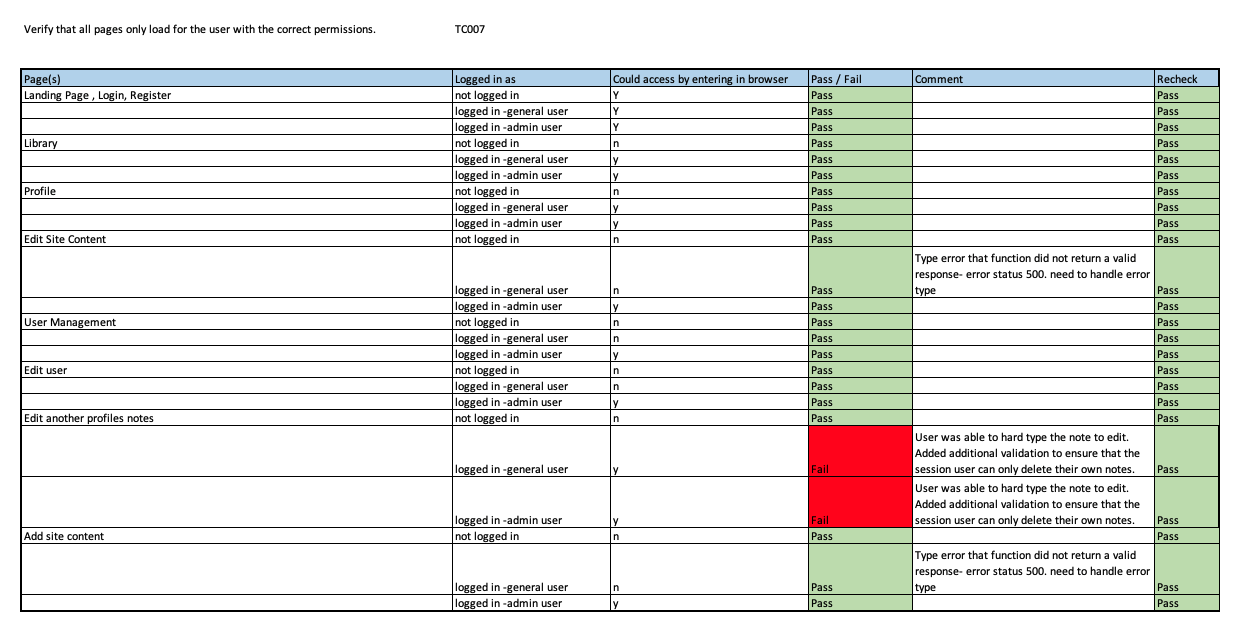 Verify that all pages only load for the user with the correct permissions. TC007
Page(s) Logged in as Could access by entering in browser Pass / Fail Comment Recheck
Landing Page , Login, Register not logged in Y Pass Pass
logged in -general user Y Pass Pass
logged in -admin user Y Pass Pass
Library not logged in n Pass Pass
logged in -general user y Pass Pass
logged in -admin user y Pass Pass
Profile not logged in n Pass Pass
logged in -general user y Pass Pass
logged in -admin user y Pass Pass
Edit Site Content not logged in n Pass Pass
Type error that function did not return a valid
response- error status 500. need to handle error
logged in -general user n Pass type Pass
logged in -admin user y Pass Pass
User Management not logged in n Pass Pass
logged in -general user n Pass Pass
logged in -admin user y Pass Pass
Edit user not logged in n Pass Pass
logged in -general user n Pass Pass
logged in -admin user y Pass Pass
Edit another profiles notes not logged in n Pass Pass
User was able to hard type the note to edit.
Added additional validation to ensure that the
logged in -general user y Fail session user can only delete their own notes. Pass
User was able to hard type the note to edit.
Added additional validation to ensure that the
logged in -admin user y Fail session user can only delete their own notes. Pass
Add site content not logged in n Pass Pass
Type error that function did not return a valid
response- error status 500. need to handle error
logged in -general user n Pass type Pass
logged in -admin user y Pass Pass